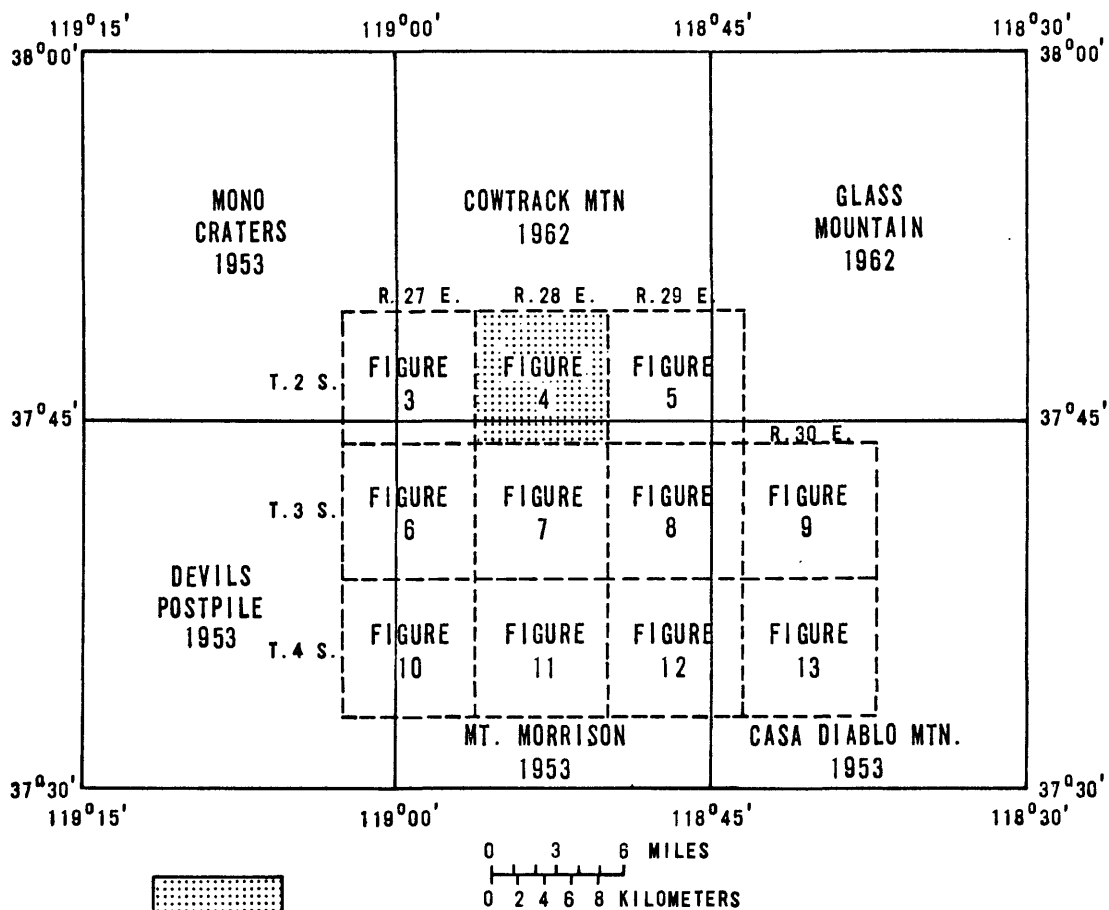 119°15' 119°00' 118°45' 118°30'
38°00' 38°00'
MONO
CRATERS
1953
COWTRACK MTN
1962
GLASS
MOUNTAIN
1962
R. 27 E. R. 28 E. R. 29 E.
T. 2 S.
FIGURE
3
FIGURE
4
FIGURE
5
37°45' 37°45'
R. 30 E.
T. 3 S.
FIGURE
6
FIGURE
7
FIGURE
8
FIGURE
9
DEVILS
POSTPILE
1953
T. 4 S.
FIGURE
10
FIGURE
11
FIGURE
12
FIGURE
13
MT. MORRISON
1953
CASA DIABLO MTN.
1953
37°30' 37°30'
119°15' 119°00' 118°45' 118°30'
0 3 6 MILES
0 2 4 6 8 KILOMETERS